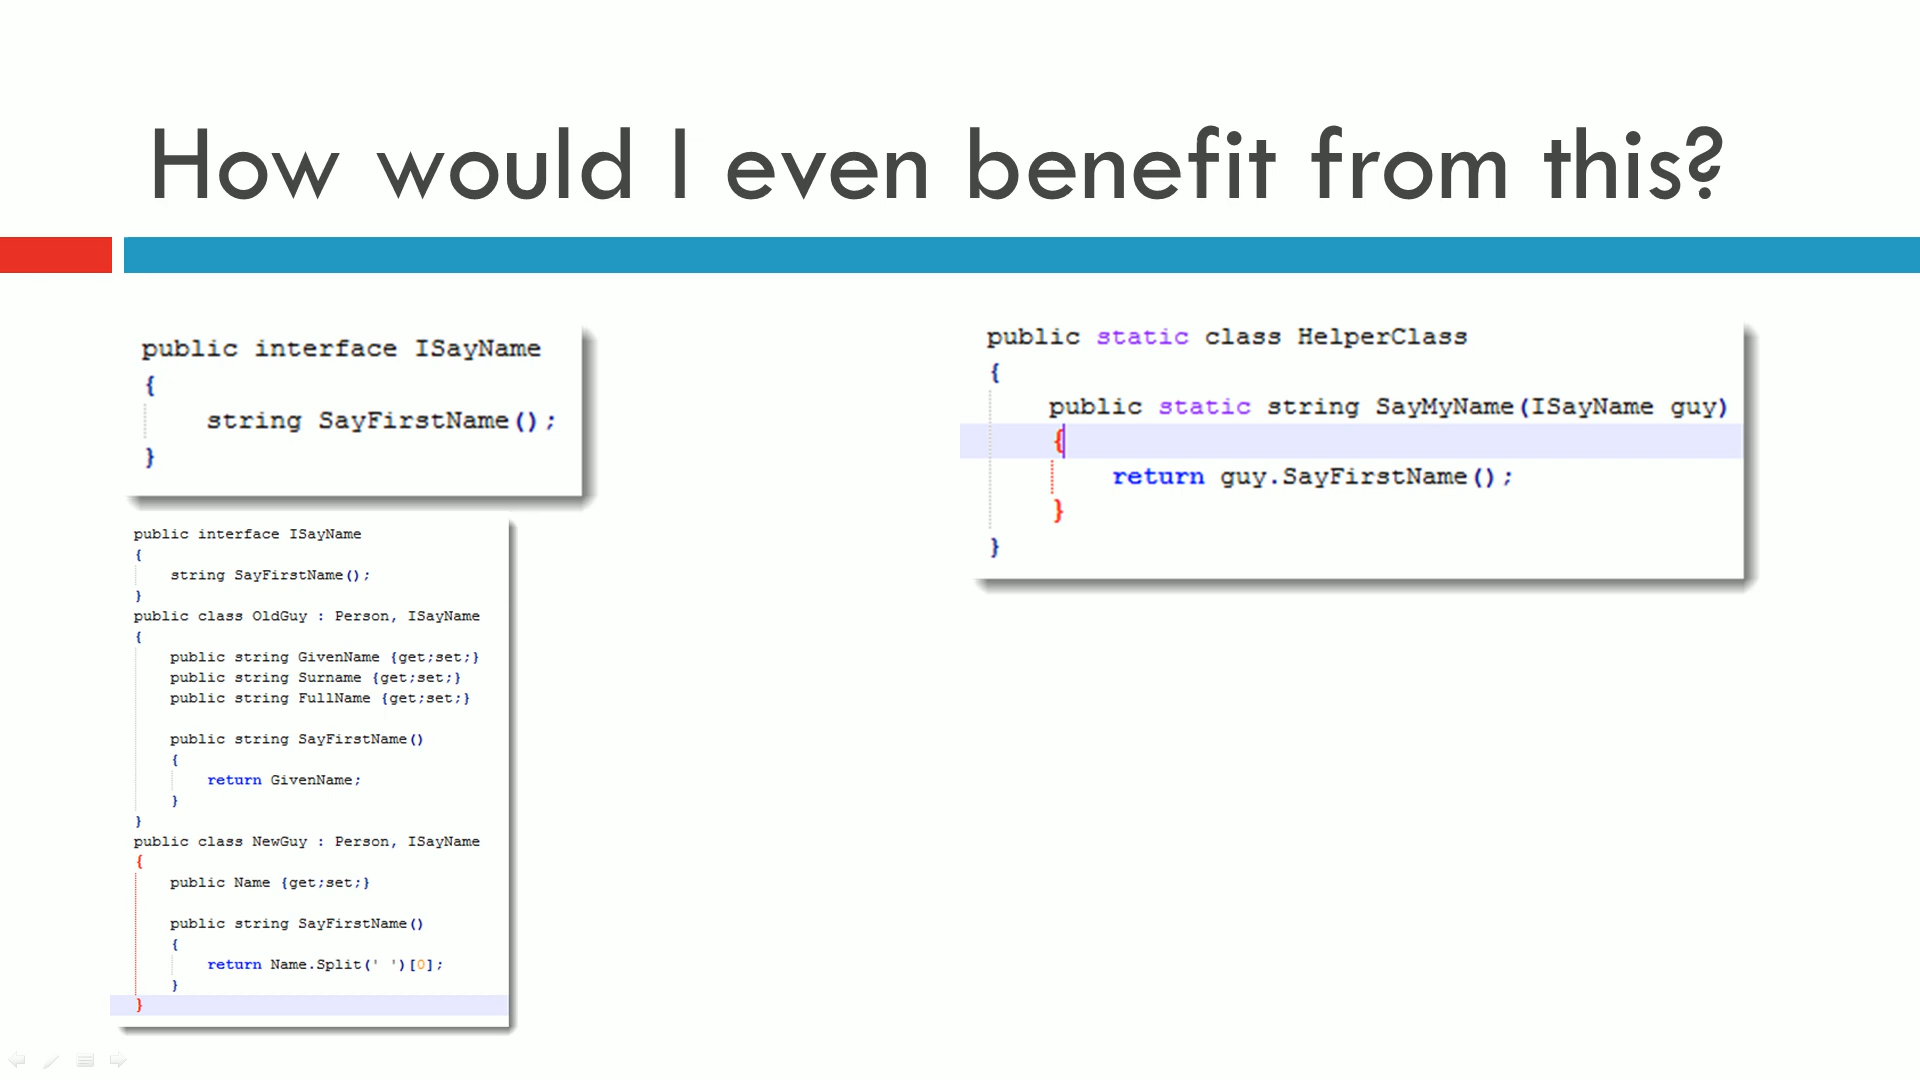 How would I even benefit from this?
public interface ISayName
{
string SayFirstName();
}
public interface ISayName
{
string SayFirstName();
}
public class OldGuy : Person, ISayName
{
public string GivenName {get;set;}
public string Surname {get;set;}
public string FullName {get;set;}
public string SayFirstName()
{
return GivenName;
}
}
public class NewGuy : Person, ISayName
{
public Name {get;set;}
public string SayFirstName()
{
return Name.Split(' ')[0];
}
}
public static class HelperClass
{
public static string SayMyName(ISayName guy)
{
return guy.SayFirstName();
}
}